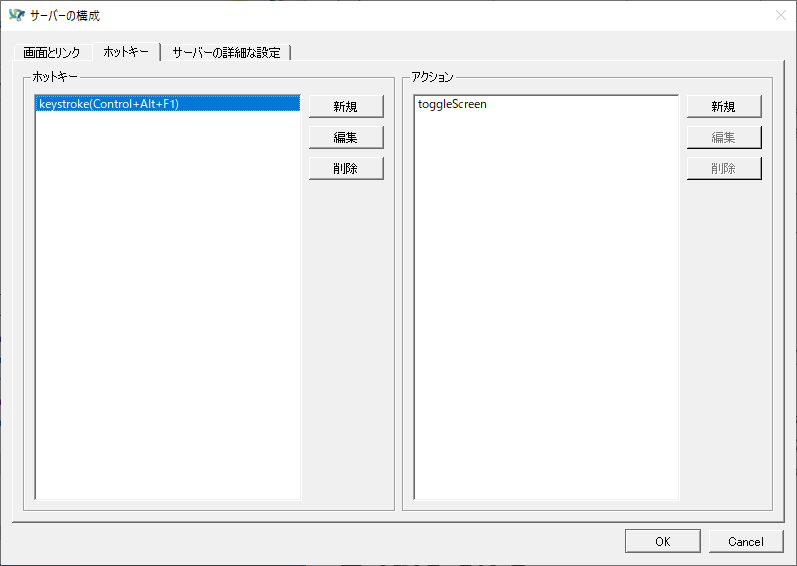 サーバーの構成
画面とリンク
ホットキー
サーバーの詳細な設定
ホットキー
keystroke(Control+Alt+F1)
新規
編集
削除
アクション
toggleScreen
新規
編集
削除
OK
Cancel